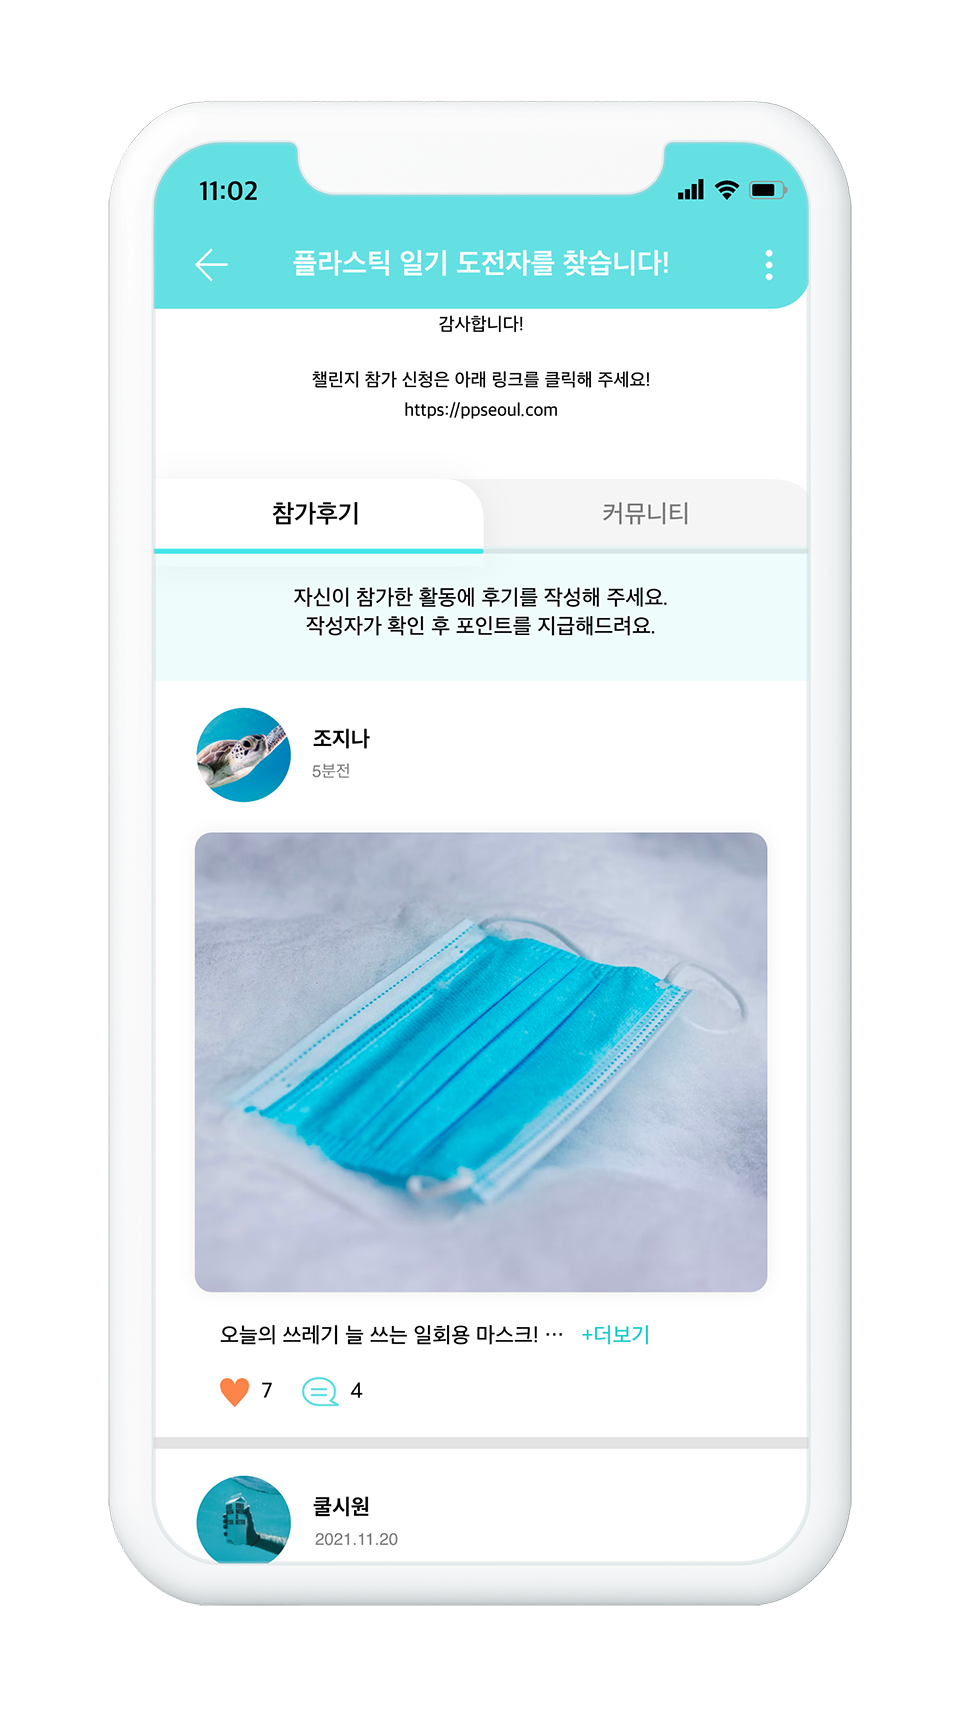 11:02
플라스틱 일기 도전자를 찾습니다!
감사합니다!
챌린지 참가 신청은 아래 링크를 클릭해 주세요!
https://ppseoul.com
참가후기
커뮤니티
자신이 참가한 활동에 후기를 작성해 주세요.
작성자가 확인 후 포인트를 지급해드려요.
조지나
5분전
오늘의 쓰레기 늘 쓰는 일회용 마스크! ··· +더보기
7 4
쿨시원
2021.11.20